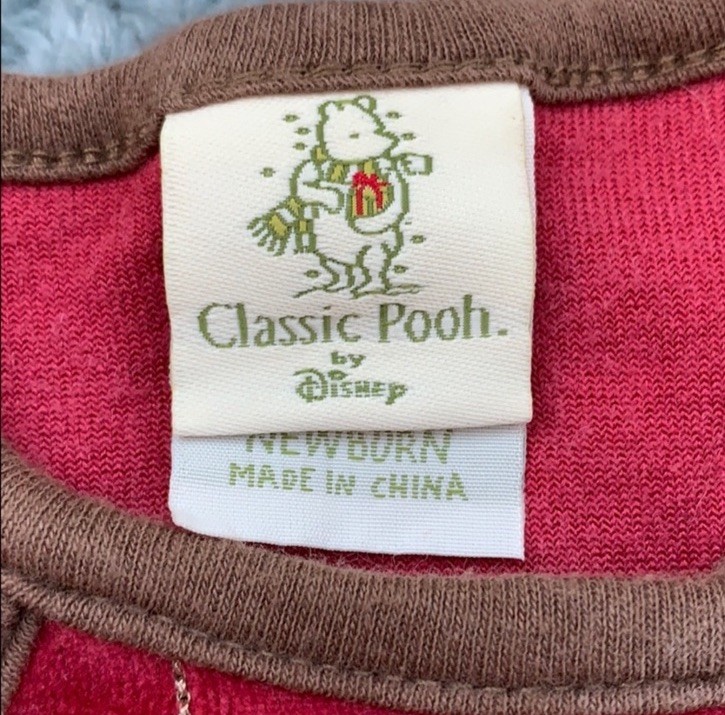 Classic Pooh.
by
Disney
NEWBORN
MADE IN CHINA